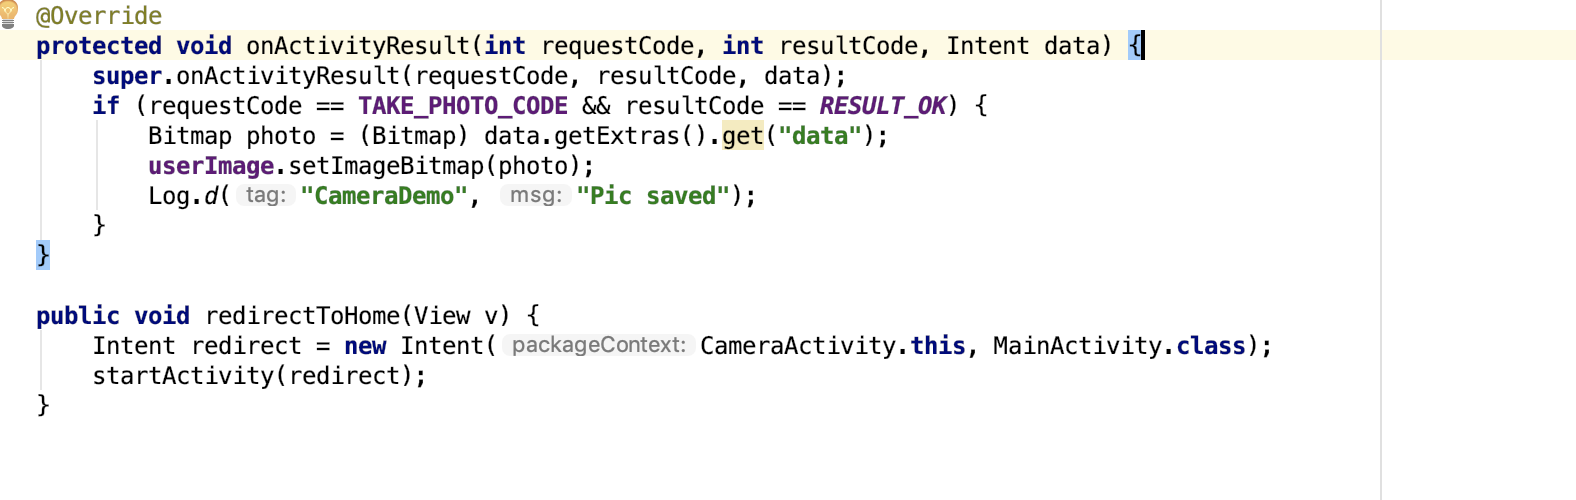 @Override
protected void onActivityResult(int requestCode, int resultCode, Intent data) {
super.onActivityResult(requestCode, resultCode, data);
if (requestCode == TAKE_PHOTO_CODE && resultCode == RESULT_OK) {
Bitmap photo = (Bitmap) data.getExtras().get("data");
userImage.setImageBitmap(photo);
Log.d( tag: "CameraDemo", msg: "Pic saved");
}
}
public void redirectToHome(View v) {
Intent redirect = new Intent( packageContext: CameraActivity.this, MainActivity.class);
startActivity(redirect);
}